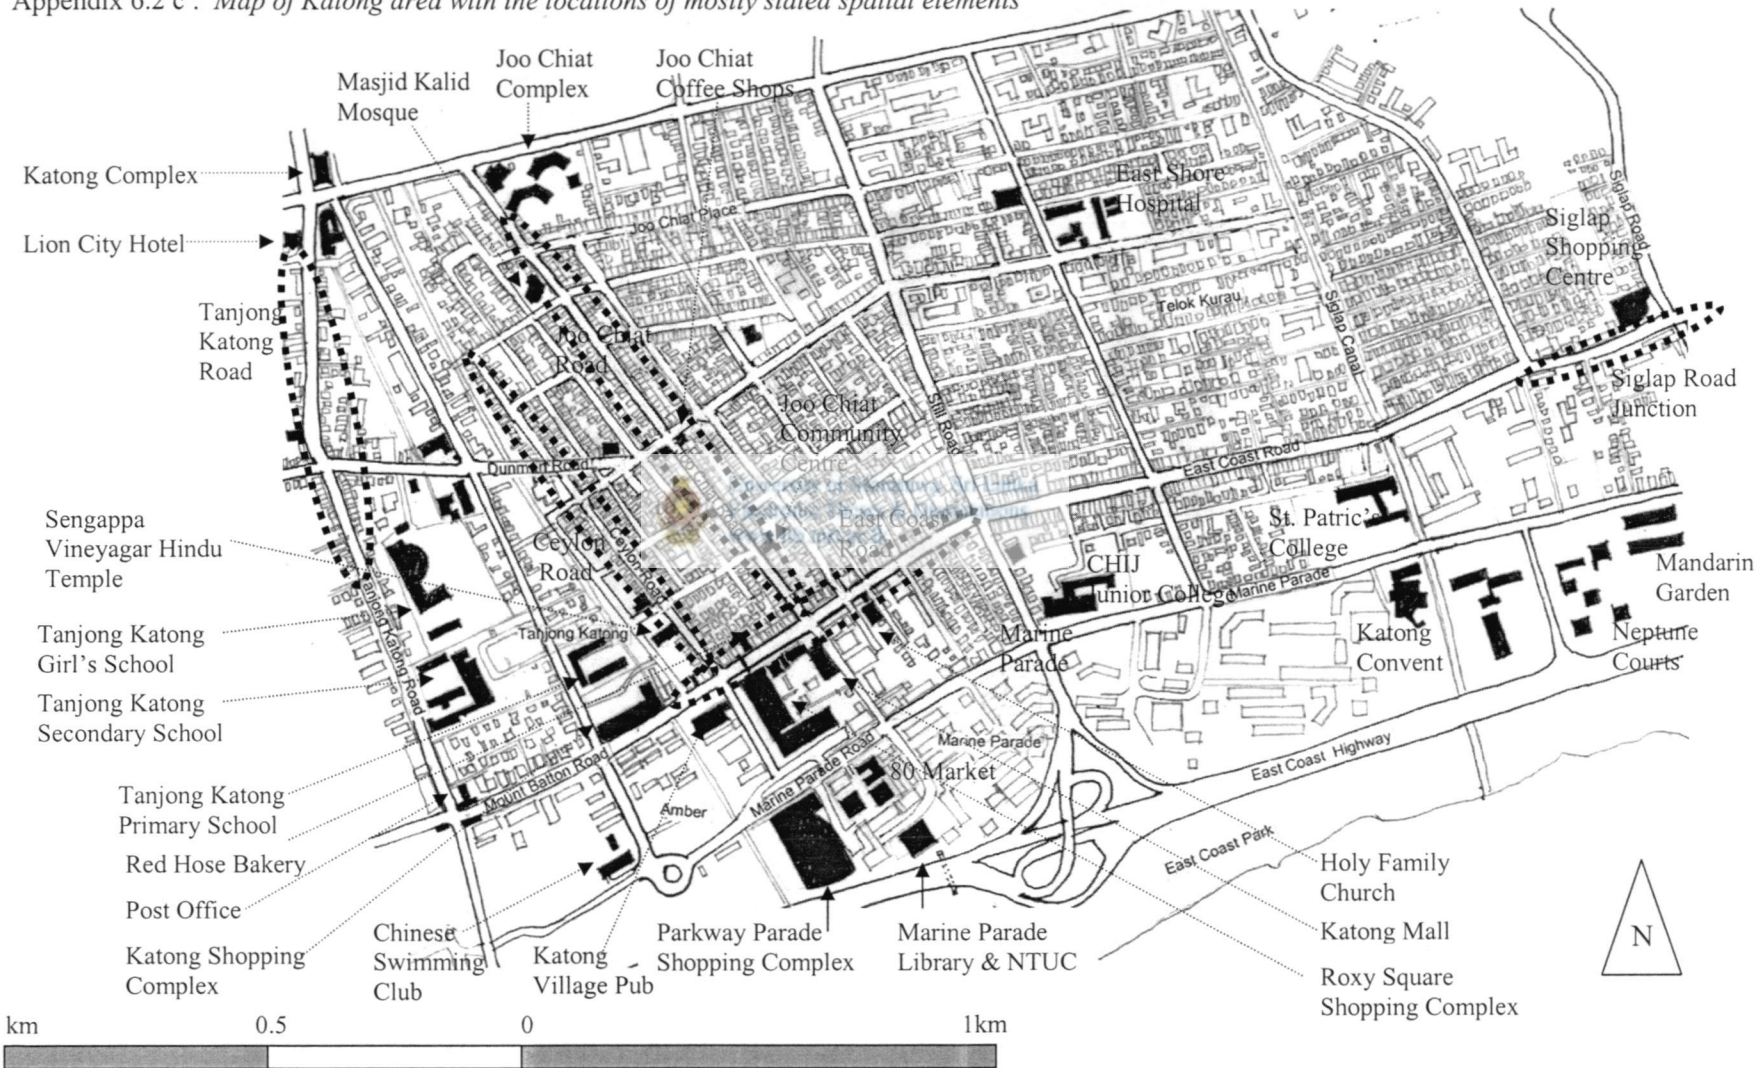 Appendix 6.2 c : Map of Katong area with the locations of mostly stated spatial elements
Joo Chiat
Complex
Joo Chiat
Coffee Shops
Masjid Kalid
Mosque
Katong Complex
East Shore
Hospital
Siglap Road
Joo Chiat Place
Siglap
Shopping
Centre
Lion City Hotel
Telok Kurau
Siglap Canal
Tanjong
Katong
Road
Joo Chiat
Road
Siglap Road
Junction
Joo Chiat
Community
Centre
Still Road
East Coast Road
Dunman Road
Sengappa
Vineyagar Hindu
Temple
East Coast
Road
St. Patric's
College
Ceylon
Road
Ceylon Road
CHIJ
Junior College
Marine Parade
Mandarin
Garden
Tanjong Katong Road
Tanjong Katong
Girl's School
Tanjong Katong
Marine
Parade
Katong
Convent
Neptune
Courts
Tanjong Katong
Secondary School
Marine Parade
East Coast Highway
Mount Batton Road
Marine Parade Road
80 Market
Tanjong Katong
Primary School
Amber
East Coast Park
Red Hose Bakery
Holy Family
Church
Post Office
Chinese
Swimming
Club
Katong
Village Pub
Parkway Parade
Shopping Complex
Marine Parade
Library & NTUC
Katong Mall
N
Katong Shopping
Complex
Roxy Square
Shopping Complex
km 0.5 0 1km